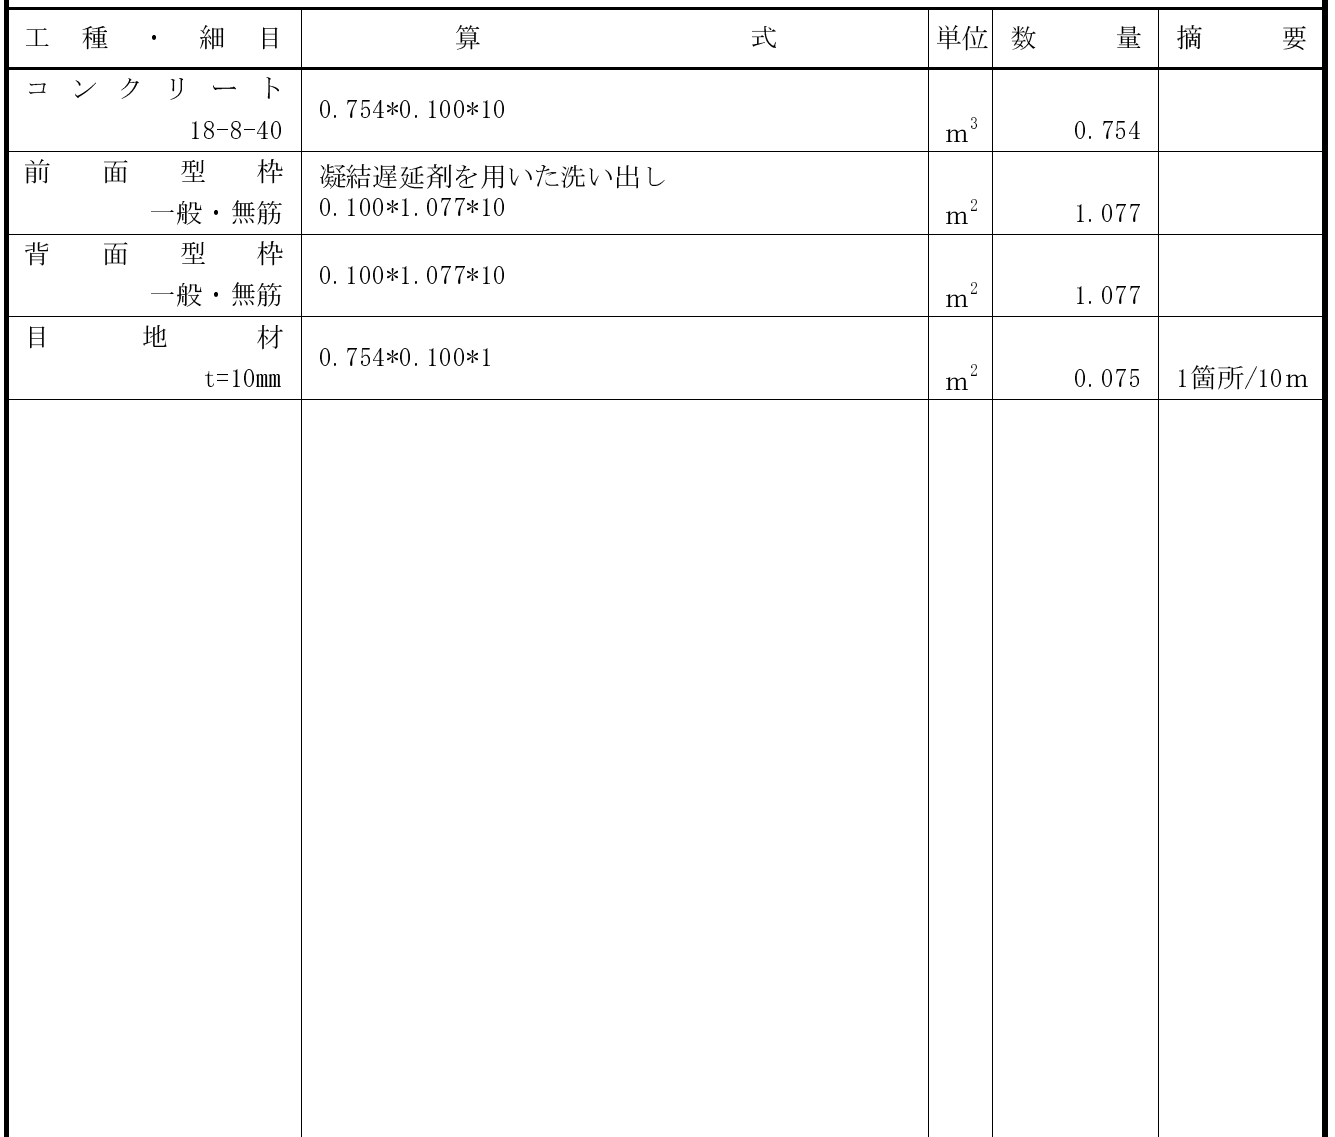 工種・細目 算式 単位 数量 摘要
コンクリート
0.754*0.100*10
18-8-40 m3 0.754
前面型枠 凝結遅延剤を用いた洗い出し
一般・無筋 0.100*1.077*10 m2 1.077
背面型枠
0.100*1.077*10
一般・無筋 m2 1.077
目地材
0.754*0.100*1
t=10mm m2 0.075 1箇所/10m